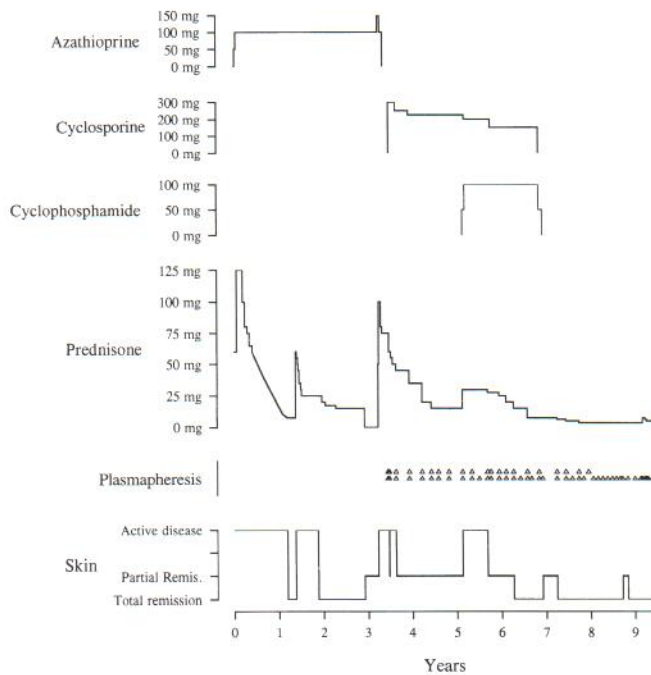 Azathioprine
150 mg
100 mg
50 mg
0 mg
Cyclosporine
300 mg
200 mg
100 mg
0 mg
Cyclophosphamide
100 mg
50 mg
0 mg
Prednisone
125 mg
100 mg
75 mg
50 mg
25 mg
0 mg
Plasmapheresis
Skin
Active disease
Partial Remis.
Total remission
0 1 2 3 4 5 6 7 8 9
Years